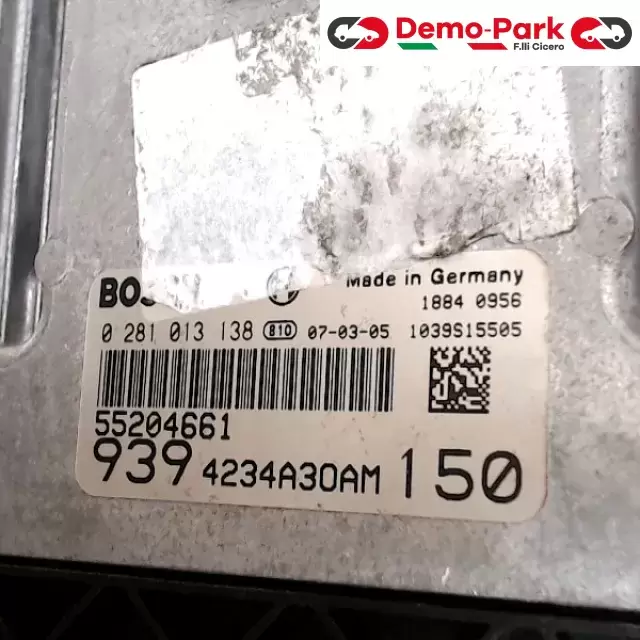 Demo-Park
F.lli Cicero
BOS
Made in Germany
1884 0956
0 281 013 138 810 07-03-05 1039S15505
55204661
939 4234A30AM 150